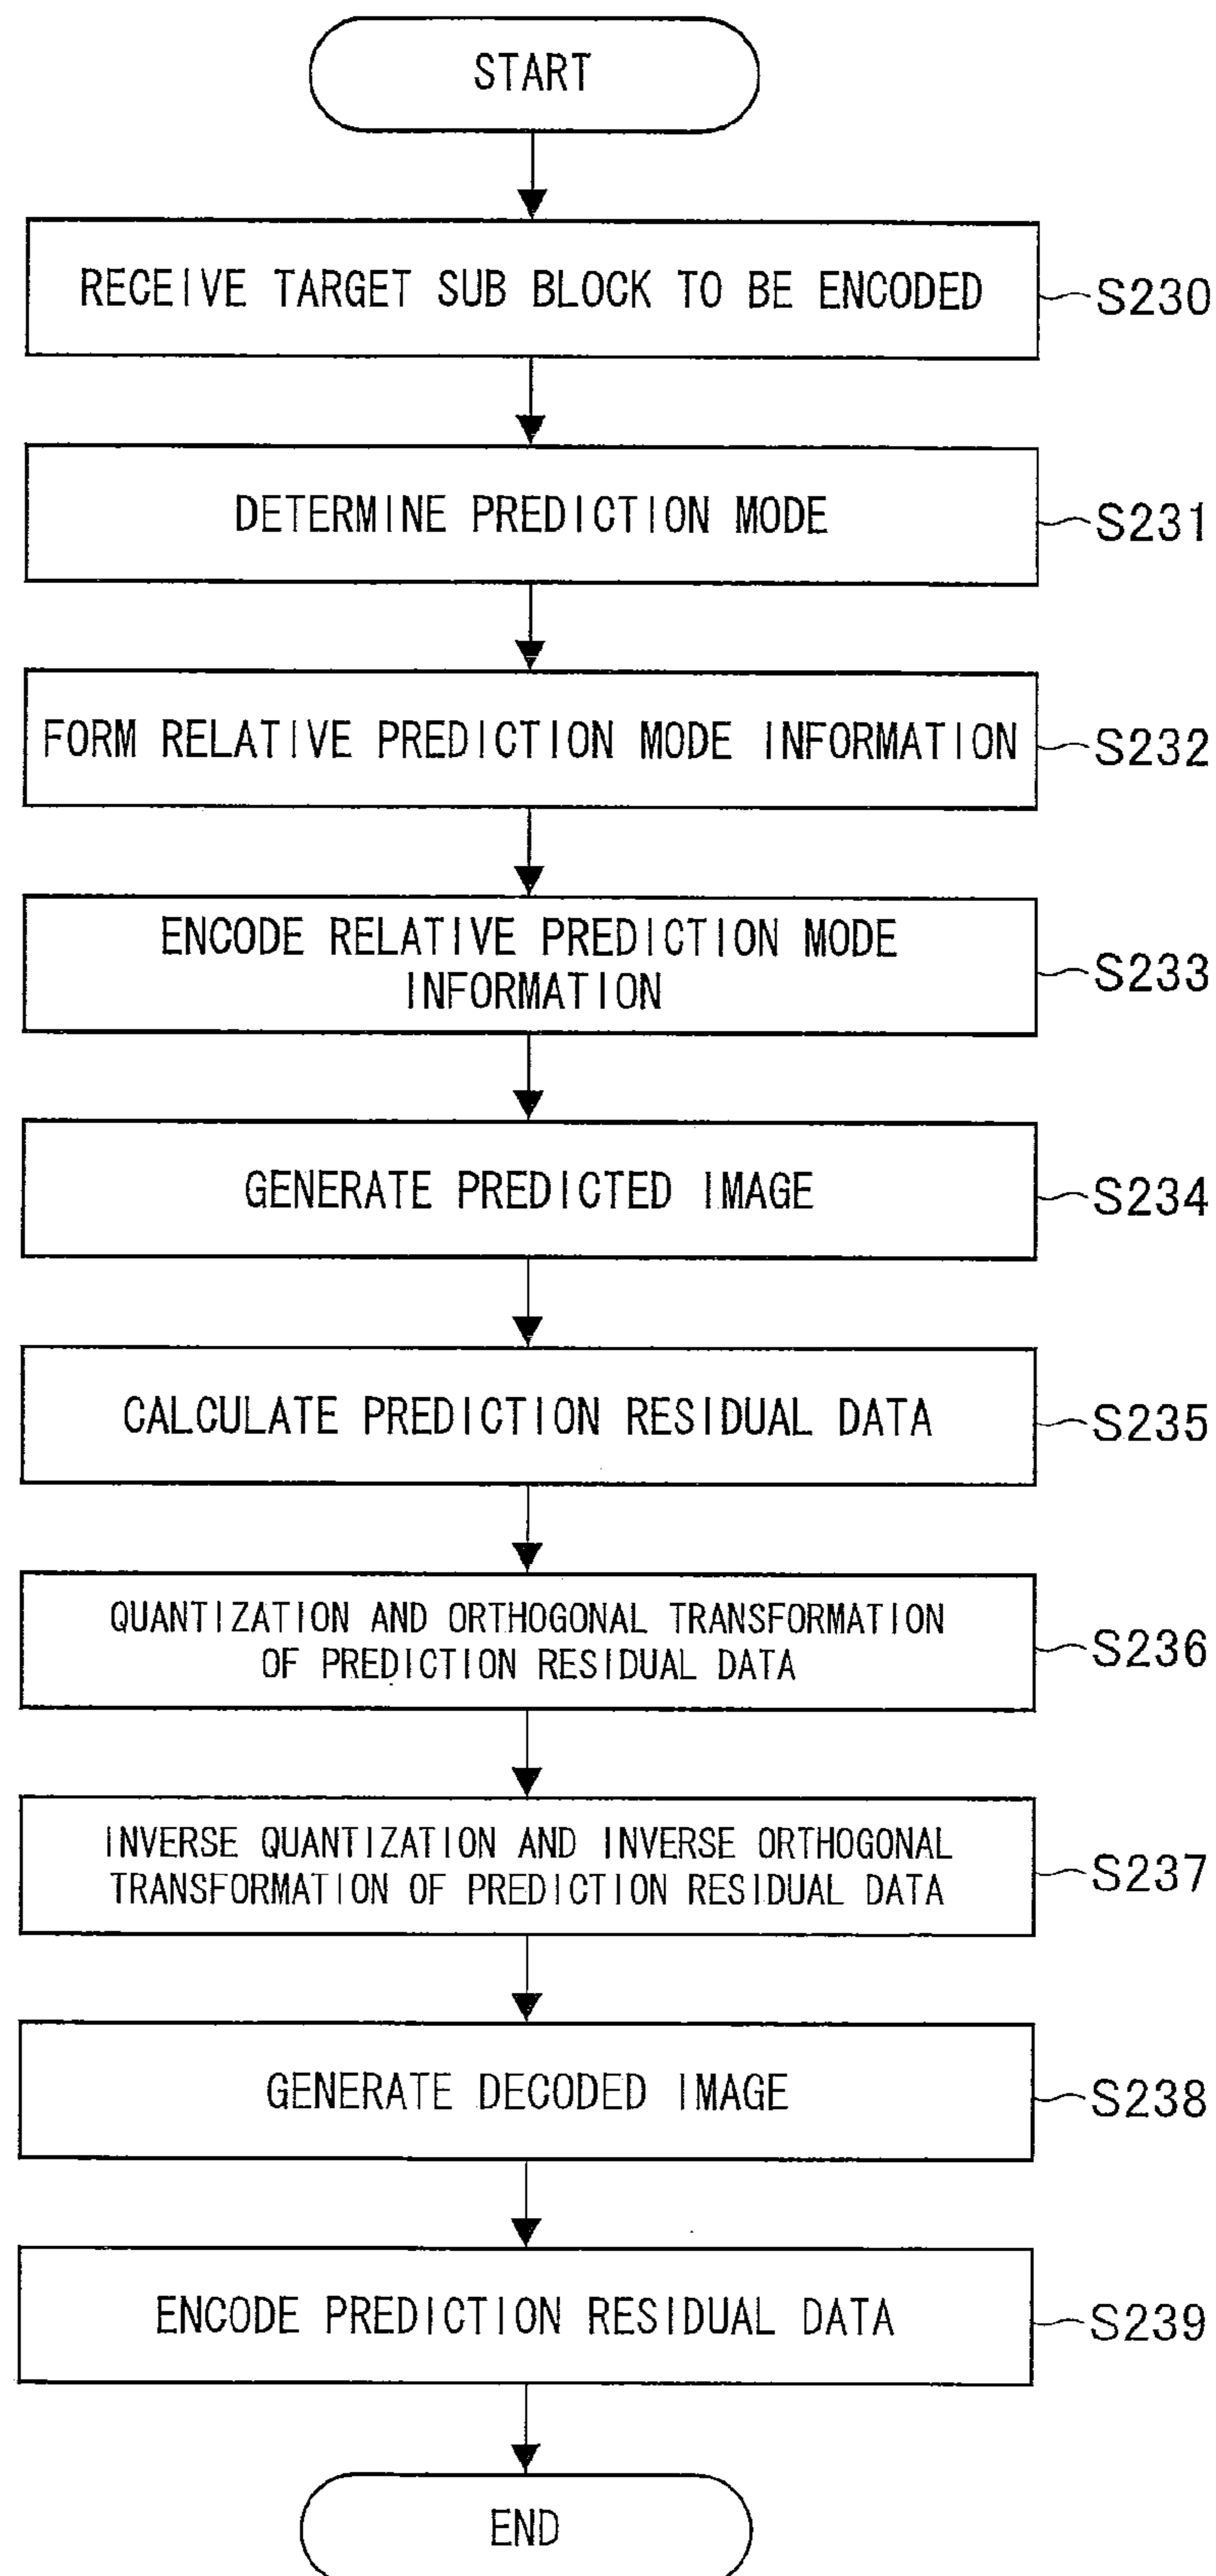 START
RECEIVE TARGET SUB BLOCK TO BE ENCODED
S230
DETERMINE PREDICTION MODE
S231
FORM RELATIVE PREDICTION MODE INFORMATION
S232
ENCODE RELATIVE PREDICTION MODE
INFORMATION
S233
GENERATE PREDICTED IMAGE
S234
CALCULATE PREDICTION RESIDUAL DATA
S235
QUANTIZATION AND ORTHOGONAL TRANSFORMATION
OF PREDICTION RESIDUAL DATA
S236
INVERSE QUANTIZATION AND INVERSE ORTHOGONAL
TRANSFORMATION OF PREDICTION RESIDUAL DATA
S237
GENERATE DECODED IMAGE
S238
ENCODE PREDICTION RESIDUAL DATA
S239
END